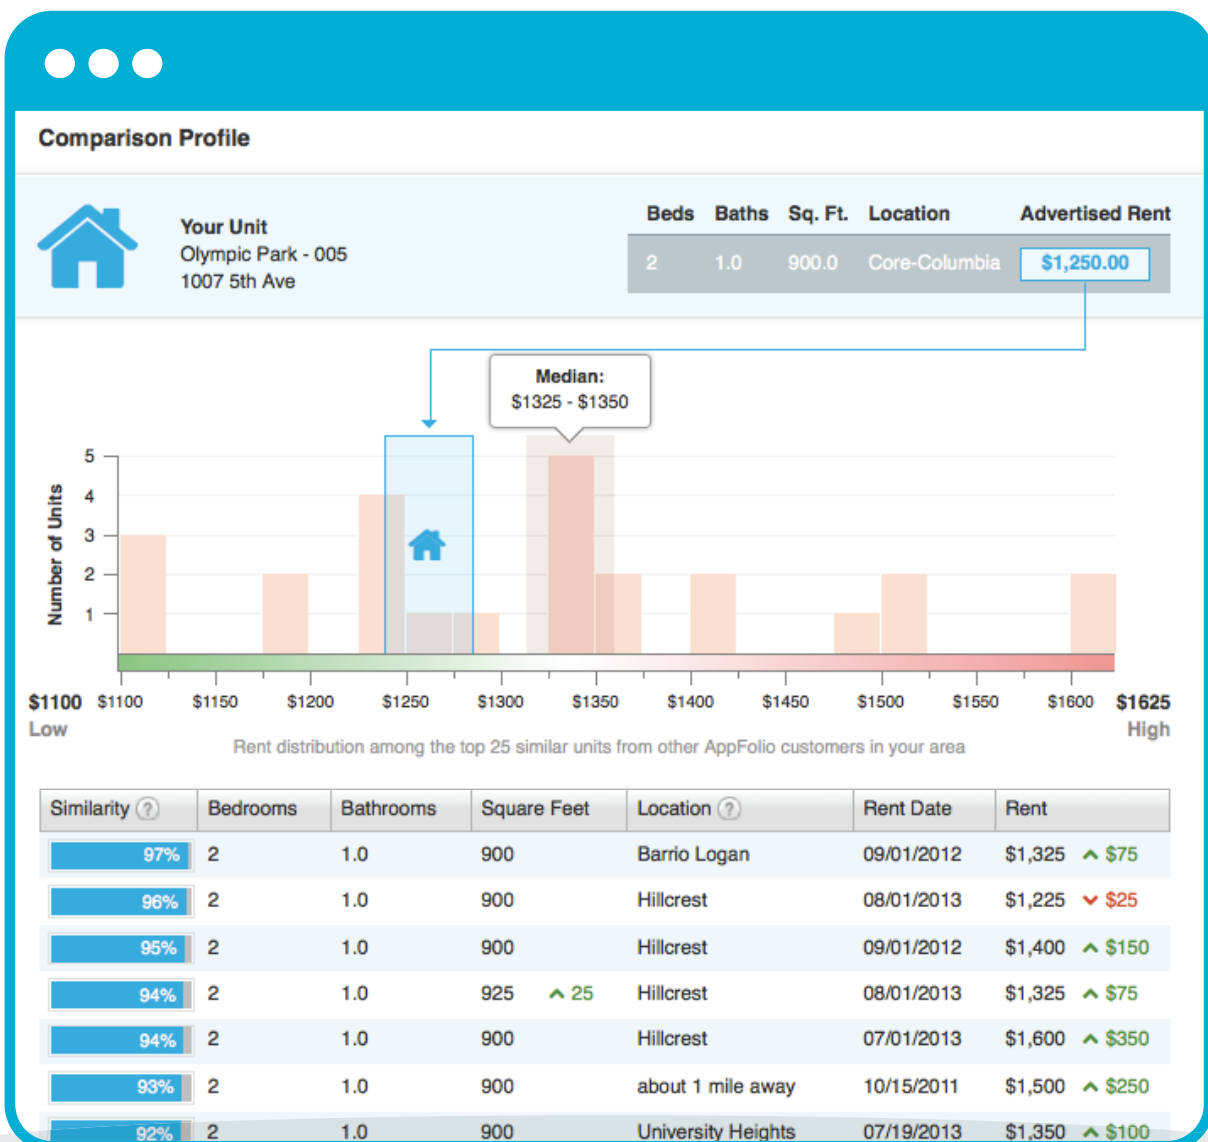 Comparison Profile
Your Unit
Olympic Park - 005
1007 5th Ave
Beds Baths Sq. Ft. Location Advertised Rent
2 1.0 900.0 Core-Columbia $1,250.00
Median:
$1325 - $1350
Number of Units
5
4
3
2
1
$1100 $1100 $1150 $1200 $1250 $1300 $1350 $1400 $1450 $1500 $1550 $1600 $1625
Low High
Rent distribution among the top 25 similar units from other AppFolio customers in your area
Similarity ? Bedrooms Bathrooms Square Feet Location ? Rent Date Rent
97% 2 1.0 900 Barrio Logan 09/01/2012 $1,325 $75
96% 2 1.0 900 Hillcrest 08/01/2013 $1,225 $25
95% 2 1.0 900 Hillcrest 09/01/2012 $1,400 $150
94% 2 1.0 925 25 Hillcrest 08/01/2013 $1,325 $75
94% 2 1.0 900 Hillcrest 07/01/2013 $1,600 $350
93% 2 1.0 900 about 1 mile away 10/15/2011 $1,500 $250
92% 2 1.0 900 University Heights 07/19/2013 $1,350 $100